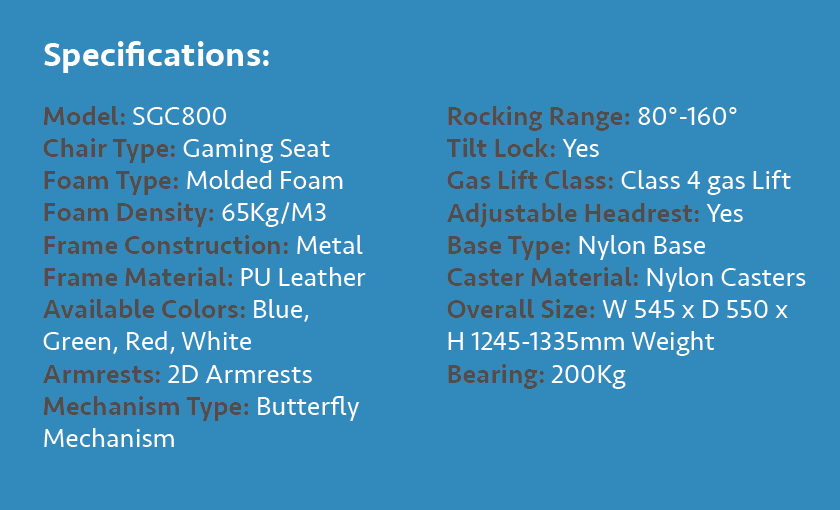 Specifications:
Model: SGC800
Chair Type: Gaming Seat
Foam Type: Molded Foam
Foam Density: 65Kg/M3
Frame Construction: Metal
Frame Material: PU Leather
Available Colors: Blue,
Green, Red, White
Armrests: 2D Armrests
Mechanism Type: Butterfly
Mechanism
Rocking Range: 80°-160°
Tilt Lock: Yes
Gas Lift Class: Class 4 gas Lift
Adjustable Headrest: Yes
Base Type: Nylon Base
Caster Material: Nylon Casters
Overall Size: W 545 x D 550 x
H 1245-1335mm Weight
Bearing: 200Kg